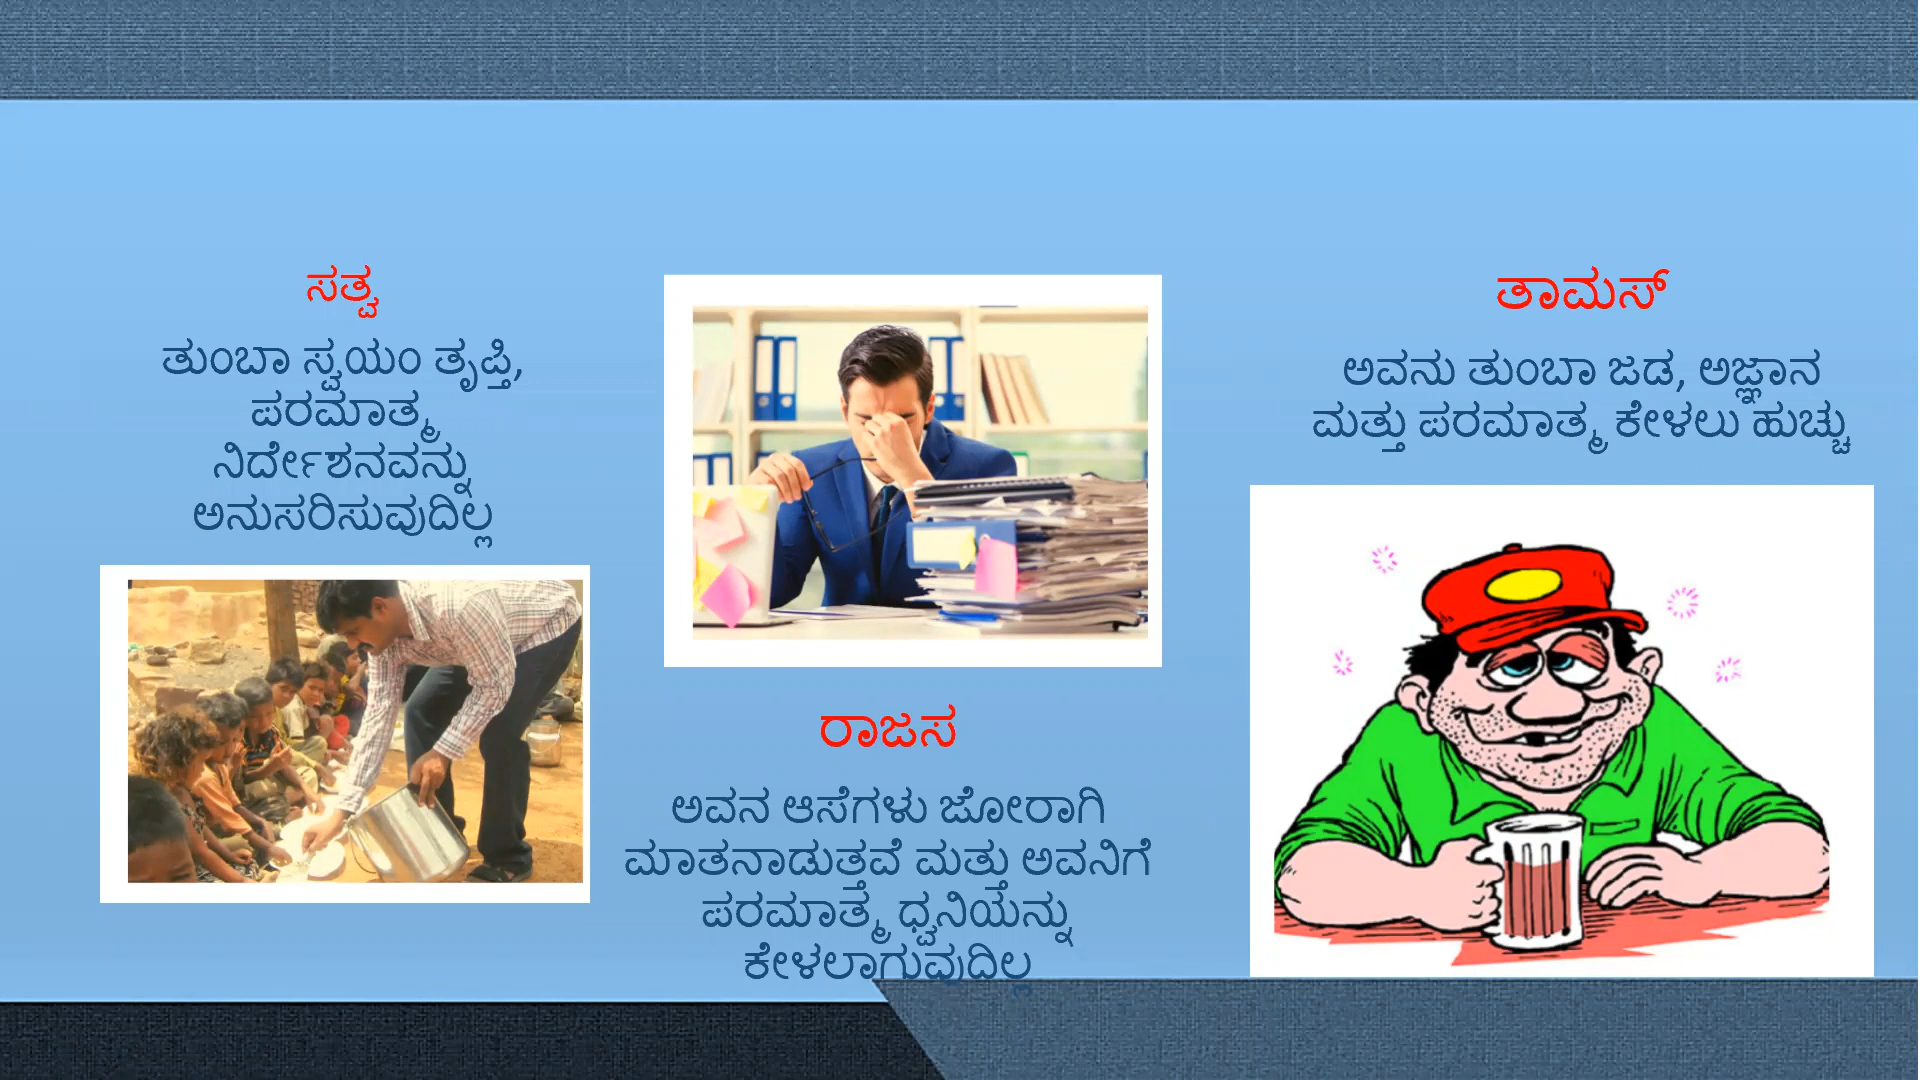 ಸತ್ವ
ತುಂಬಾ ಸ್ವಯಂ ತೃಪ್ತಿ,
ಪರಮಾತ್ಮ
ನಿರ್ದೇಶನವನ್ನು
ಅನುಸರಿಸುವುದಿಲ್ಲ
ರಾಜಸ
ಅವನ ಆಸೆಗಳು ಜೋರಾಗಿ
ಮಾತನಾಡುತ್ತವೆ ಮತ್ತು ಅವನಿಗೆ
ಪರಮಾತ್ಮ ಧ್ವನಿಯನ್ನು
ಕೇಳಲಾಗುವುದಿಲ್ಲ
ತಾಮಸ್
ಅವನು ತುಂಬಾ ಜಡ, ಅಜ್ಞಾನ
ಮತ್ತು ಪರಮಾತ್ಮ ಕೇಳಲು ಹುಚ್ಚು